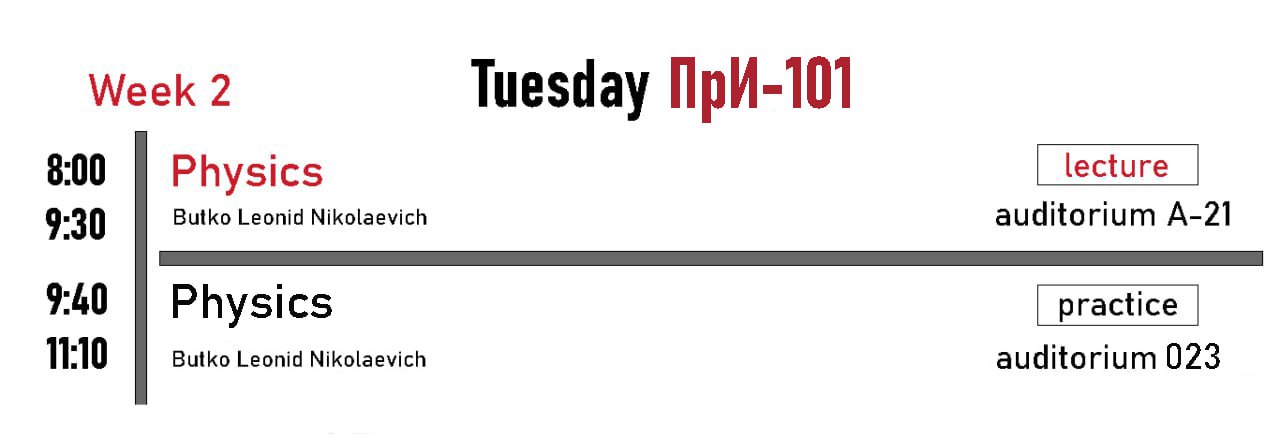 Week 2
Tuesday ПрИ-101
8:00
Physics
lecture
9:30
Butko Leonid Nikolaevich
auditorium A-21
9:40
Physics
practice
11:10
Butko Leonid Nikolaevich
auditorium 023